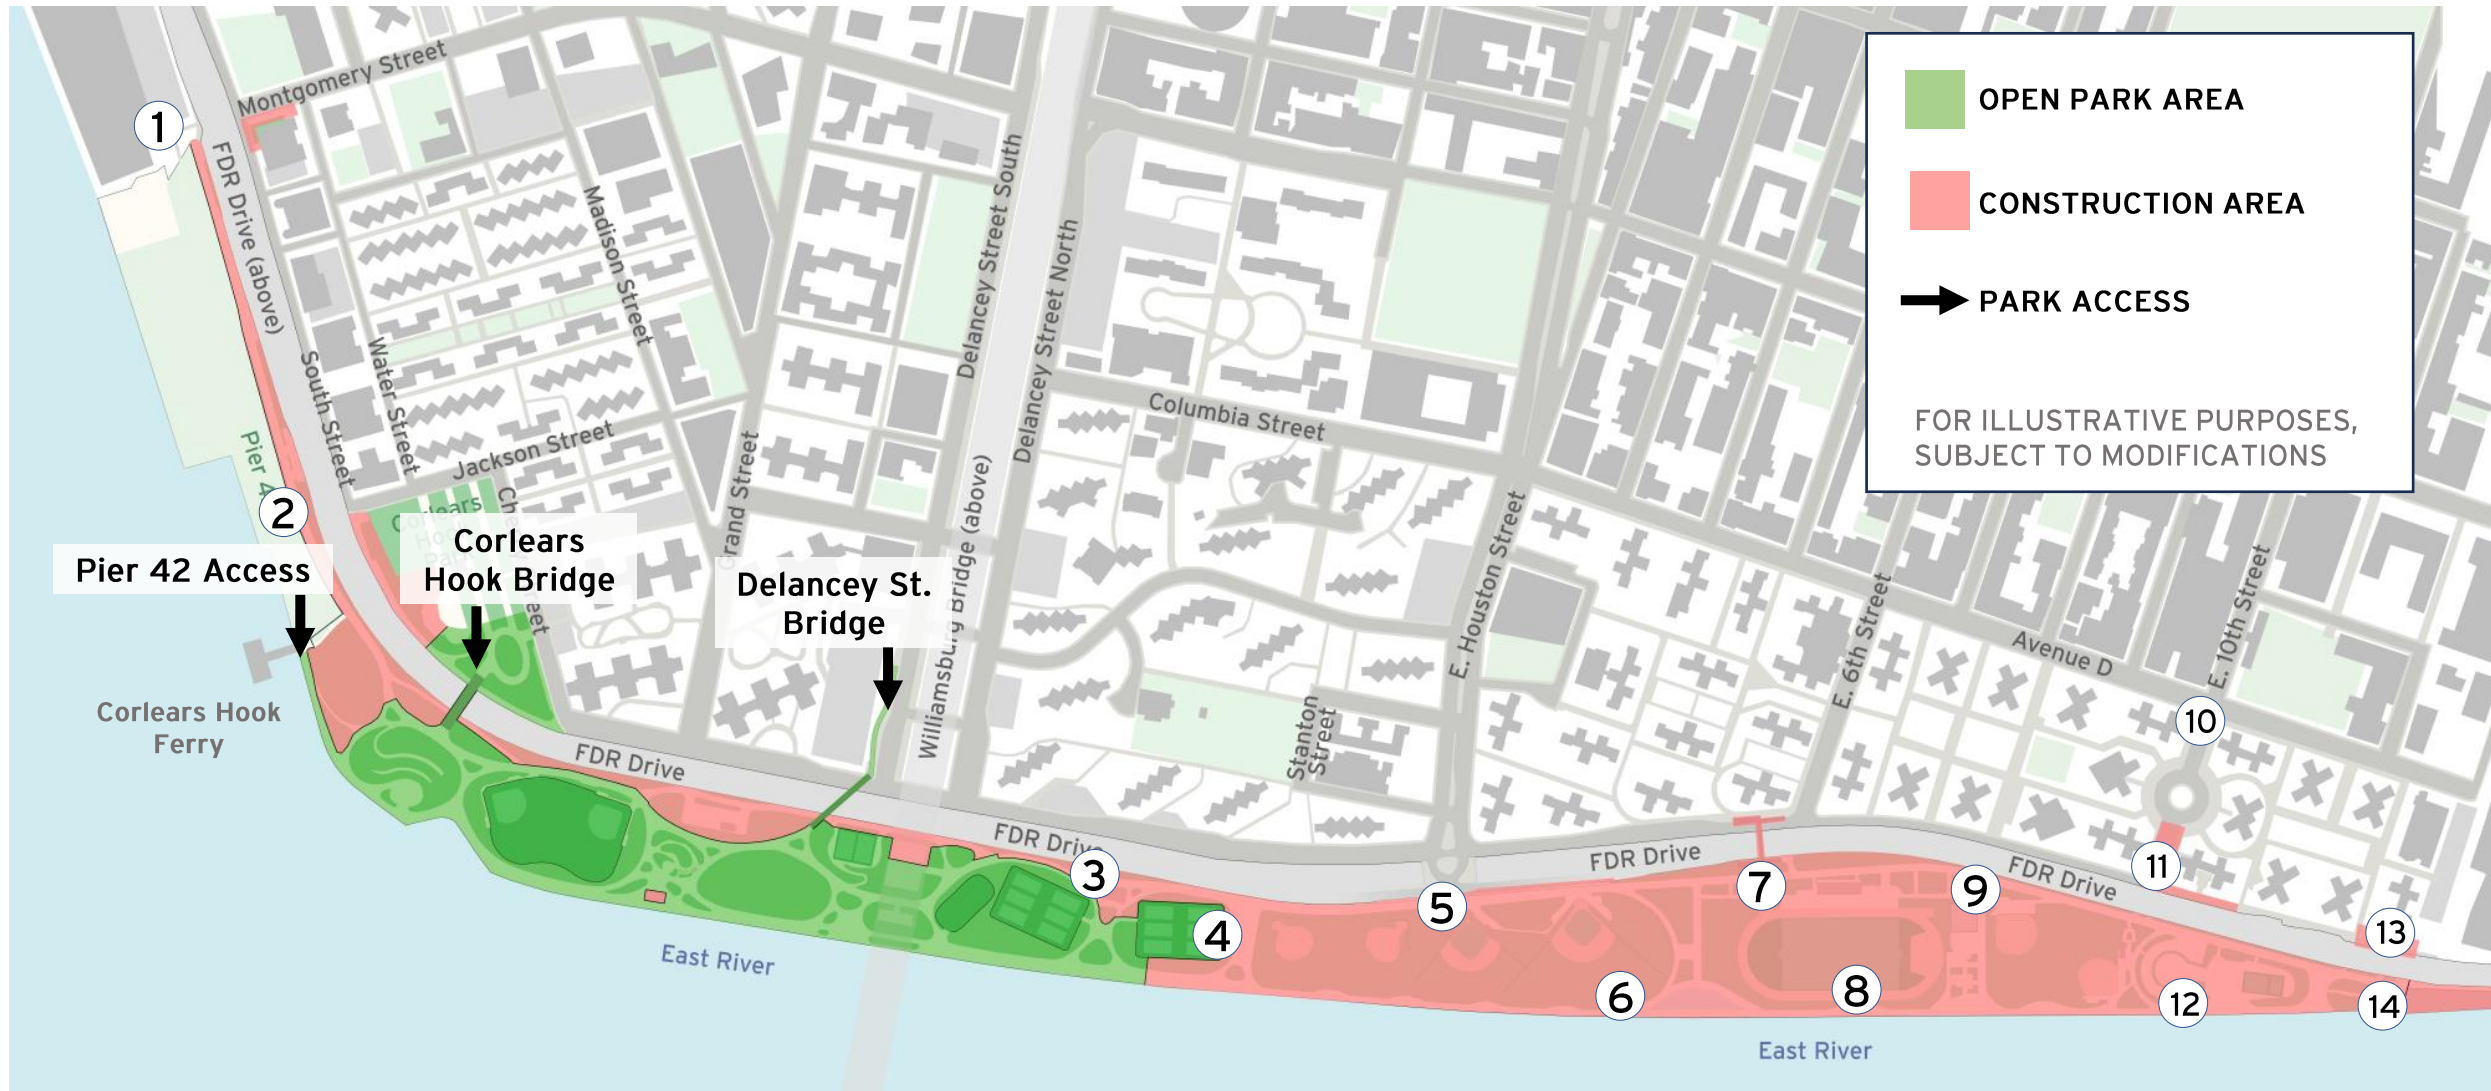 OPEN PARK AREA
CONSTRUCTION AREA
PARK ACCESS
FOR ILLUSTRATIVE PURPOSES,
SUBJECT TO MODIFICATIONS
Montgomery Street
1
FDR Drive (above)
Madison Street
Delancey Street South
Delancey Street North
South Street
Water Street
Jackson Street
Columbia Street
Grand Street
Williamsburg Bridge (above)
E. Houston Street
E. 6th Street
E. 10th Street
Avenue D
Pier 4
2
Corlears
Pier 42 Access
Corlears
Hook Bridge
Delancey St.
Bridge
Corlears Hook
Ferry
Stanton
Street
FDR Drive
FDR Drive
FDR Drive
FDR Drive
3
4
5
6
7
8
9
10
11
12
13
14
East River
East River